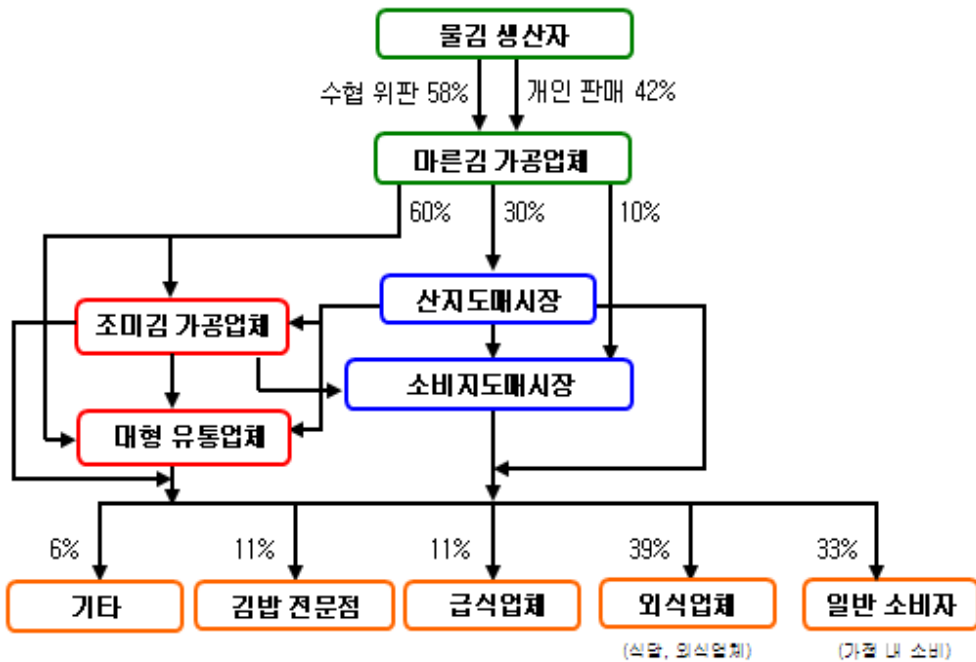 물김 생산자
수협 위판 58%
개인 판매 42%
마른김 가공업체
60%
30%
10%
산지도매시장
조미김 가공업체
소비지도매시장
대형 유통업체
6%
11%
11%
39%
33%
기타
김밥 전문점
급식업체
외식업체
일반 소비자
(식당, 외식업체)
(가정 내 소비)